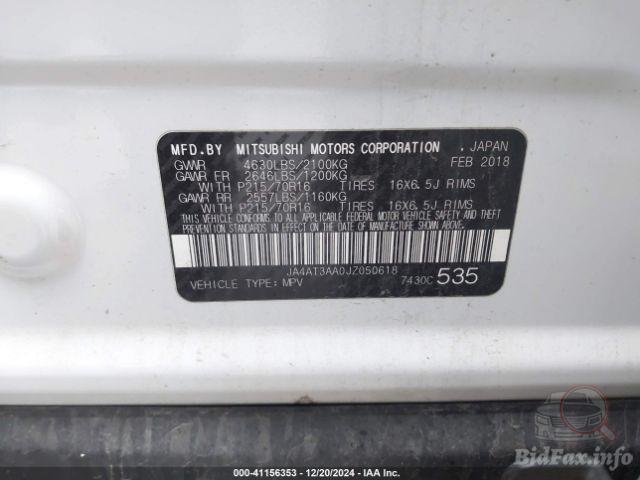 MFD.BY MITSUBISHI MOTORS CORPORATION . JAPAN
GVWR 4630LBS/2100KG FEB 2018
GAWR FR 2646LBS/1200KG
WITH P215/70R16 TIRES 16X6.5J RIMS
GAWR RR 2557LBS/1160KG
WITH P215/70R16 TIRES 16X6.5J RIMS
THIS VEHICLE CONFORMS TO ALL APPLICABLE FEDERAL MOTOR VEHICLE SAFETY AND THEFT
PREVENTION STANDARDS IN EFFECT ON THE DATE OF MANUFACTURE SHOWN ABOVE.
JA4AT3AA0JZ050618
VEHICLE TYPE: MPV 7430C 535
BidFax.info
000-41156353 - 12/20/2024 - IAA Inc.